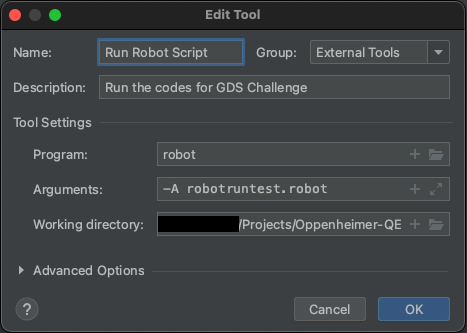 Edit Tool
Name: Run Robot Script Group: External Tools
Description: Run the codes for GDS Challenge
Tool Settings
Program: robot
Arguments: -A robotruntest.robot
Working directory: /Projects/Oppenheimer-QE
Advanced Options
? Cancel OK